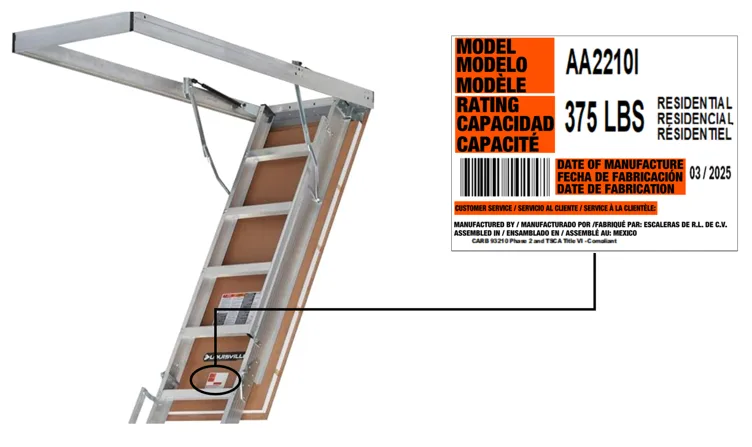 MODEL
MODELO
MODÈLE
AA2210I
RATING
CAPACIDAD
CAPACITÉ
375 LBS
RESIDENTIAL
RESIDENCIAL
RÉSIDENTIEL
DATE OF MANUFACTURE
FECHA DE FABRICACIÓN
DATE DE FABRICATION
03 / 2025
CUSTOMER SERVICE / SERVICIO AL CLIENTE / SERVICE À LA CLIENTÈLE:
MANUFACTURED BY / MANUFACTURADO POR /FABRIQUÉ PAR: ESCALERAS DE R.L. DE C.V.
ASSEMBLED IN / ENSAMBLADO EN / ASSEMBLÉ AU: MEXICO
CARB 93210 Phase 2 and TSCA Title VI - Compliant
LOUISVILLE